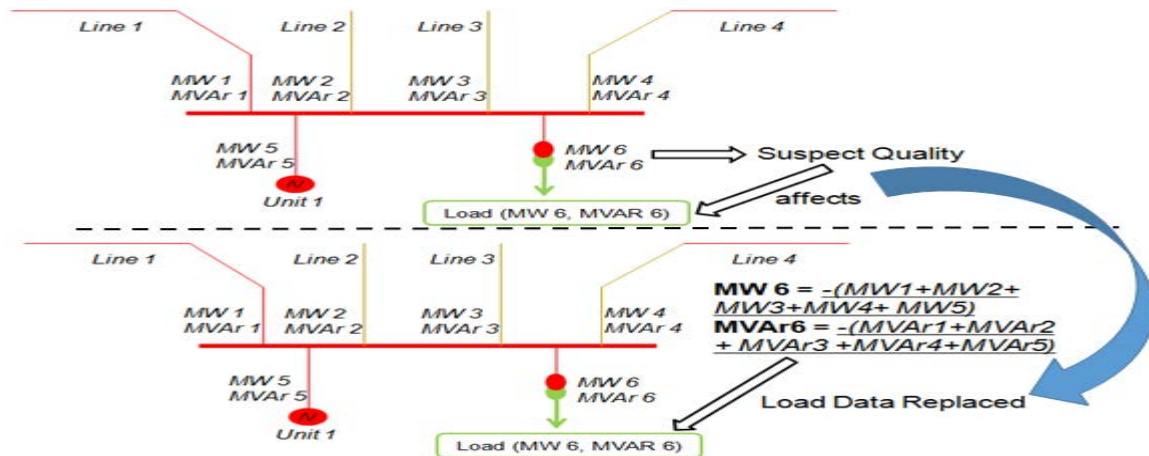 Line 1
Line 2
Line 3
Line 4
MW 1
MVAr 1
MW 2
MVAr 2
MW 3
MVAr 3
MW 4
MVAr 4
MW 5
MVAr 5
N
Unit 1
MW 6
MVAr 6
Suspect Quality
affects
Load (MW 6, MVAR 6)
Line 1
Line 2
Line 3
Line 4
MW 1
MVAr 1
MW 2
MVAr 2
MW 3
MVAr 3
MW 4
MVAr 4
MW 5
MVAr 5
N
Unit 1
MW 6
MVAr 6
MW 6 = -(MW1+MW2+
MW3+MW4+ MW5)
MVAr6 = -(MVAr1+MVAr2
+ MVAr3 +MVAr4+MVAr5)
Load Data Replaced
Load (MW 6, MVAR 6)